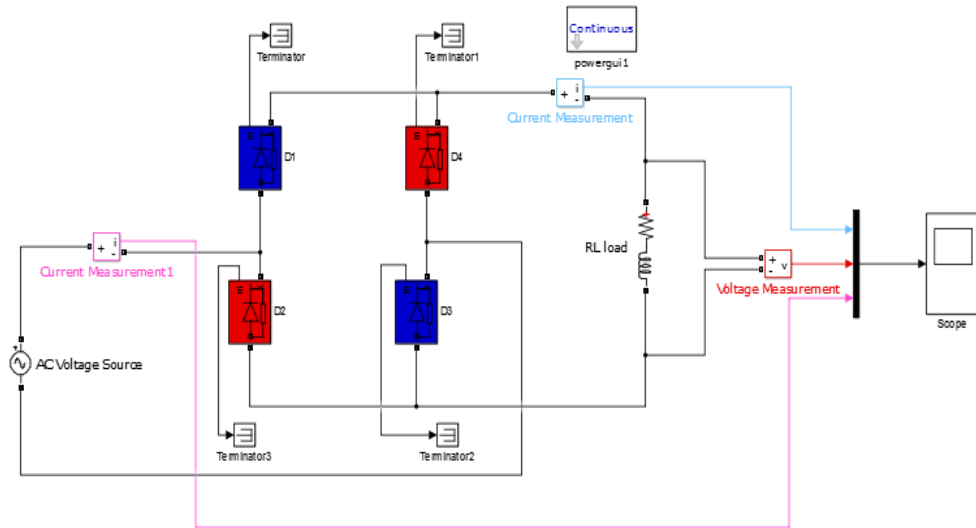 Terminator
Terminator1
Continuous
powergui1
i
+
-
Current Measurement
E
D1
E
D4
i
+
-
Current Measurement1
RL load
+
-
v
Voltage Measurement
Scope
E
D2
E
D3
+
AC Voltage Source
+
Terminator3
Terminator2